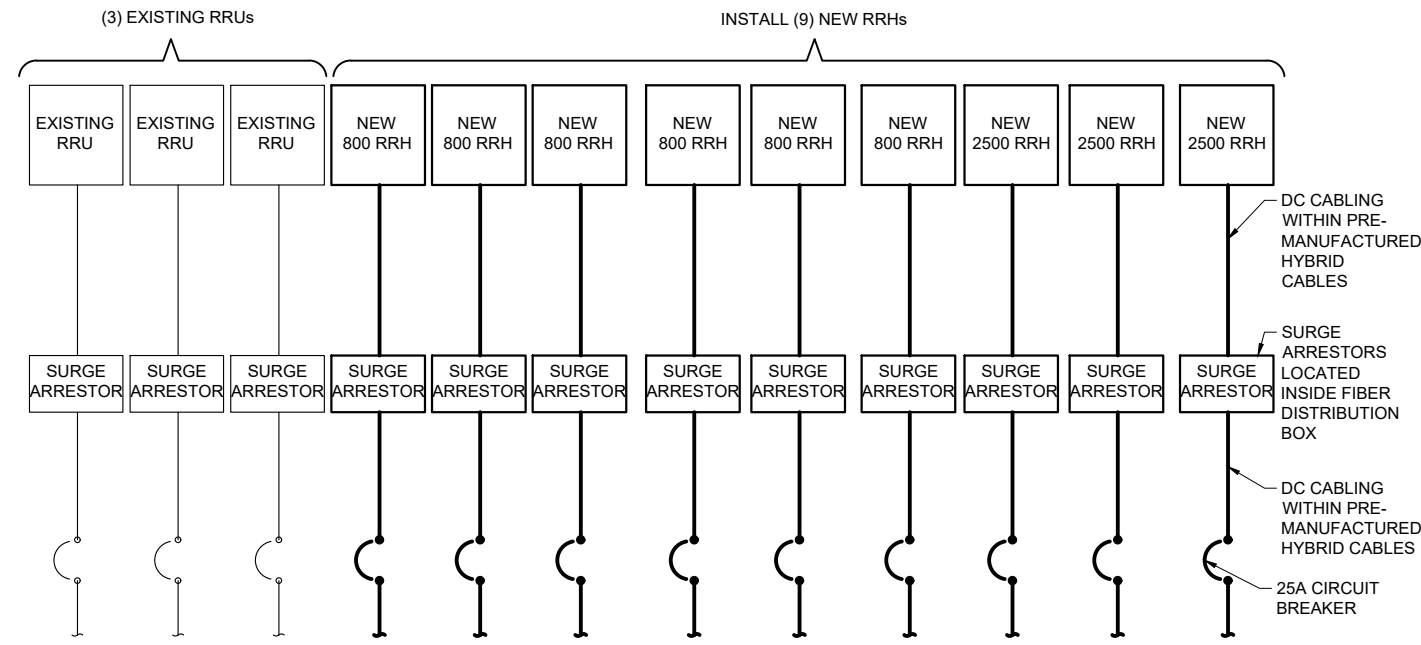 (3) EXISTING RRUs
INSTALL (9) NEW RRHs
EXISTING
RRU
EXISTING
RRU
EXISTING
RRU
NEW
800 RRH
NEW
800 RRH
NEW
800 RRH
NEW
800 RRH
NEW
800 RRH
NEW
800 RRH
NEW
2500 RRH
NEW
2500 RRH
NEW
2500 RRH
DC CABLING
WITHIN PRE-
MANUFACTURED
HYBRID
CABLES
SURGE
ARRESTOR
SURGE
ARRESTOR
SURGE
ARRESTOR
SURGE
ARRESTOR
SURGE
ARRESTOR
SURGE
ARRESTOR
SURGE
ARRESTOR
SURGE
ARRESTOR
SURGE
ARRESTOR
SURGE
ARRESTOR
SURGE
ARRESTOR
SURGE
ARRESTOR
SURGE
ARRESTORS
LOCATED
INSIDE FIBER
DISTRIBUTION
BOX
DC CABLING
WITHIN PRE-
MANUFACTURED
HYBRID CABLES
25A CIRCUIT
BREAKER